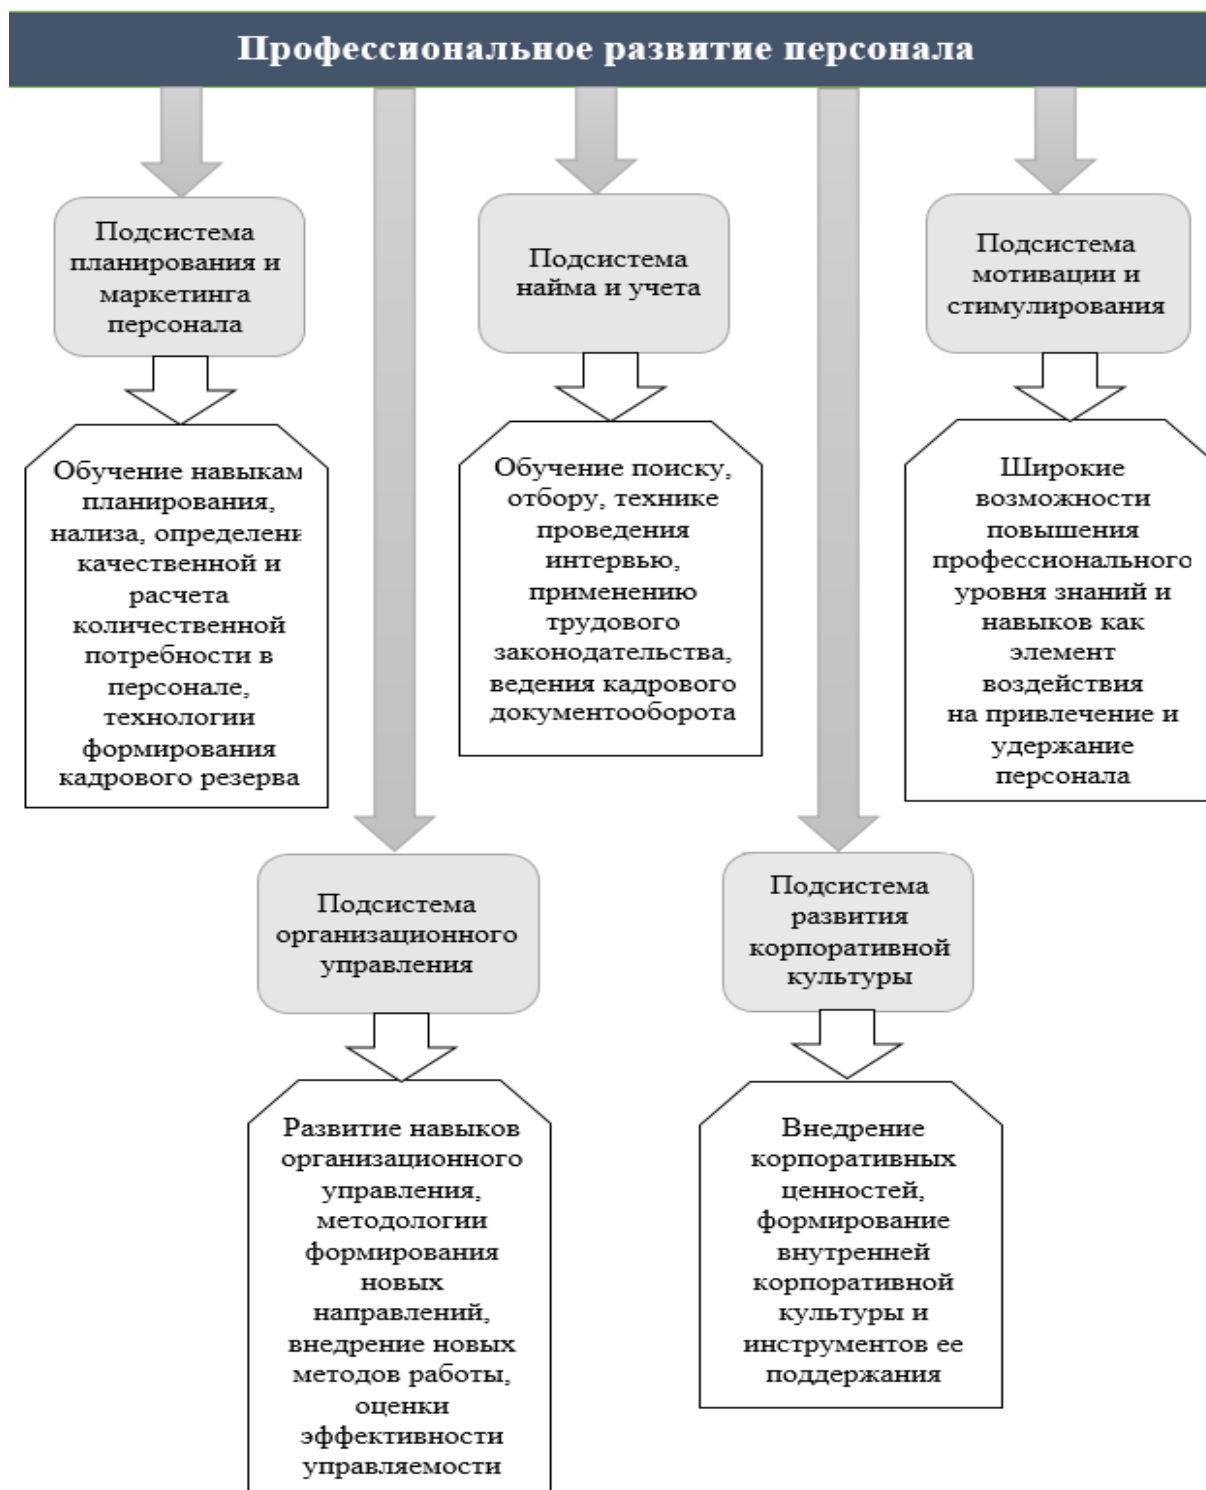 Профессиональное развитие персонала
Подсистема
планирования и
маркетинга
персонала
Подсистема
найма и учета
Подсистема
мотивации и
стимулирования
Обучение навыкам
планирования,
нализа, определени
качественной и
расчета
количественной
потребности в
персонале,
технологии
формирования
кадрового резерва
Обучение поиску,
отбору, технике
проведения
интервью,
применению
трудового
законодательства,
ведения кадрового
документооборота
Широкие
возможности
повышения
профессионального
уровня знаний и
навыков как
элемент
воздействия
на привлечение и
удержание
персонала
Подсистема
организационного
управления
Подсистема
развития
корпоративной
культуры
Развитие навыков
организационного
управления,
методологии
формирования
новых
направлений,
внедрение новых
методов работы,
оценки
эффективности
управляемости
Внедрение
корпоративных
ценностей,
формирование
внутренней
корпоративной
культуры и
инструментов ее
поддержания